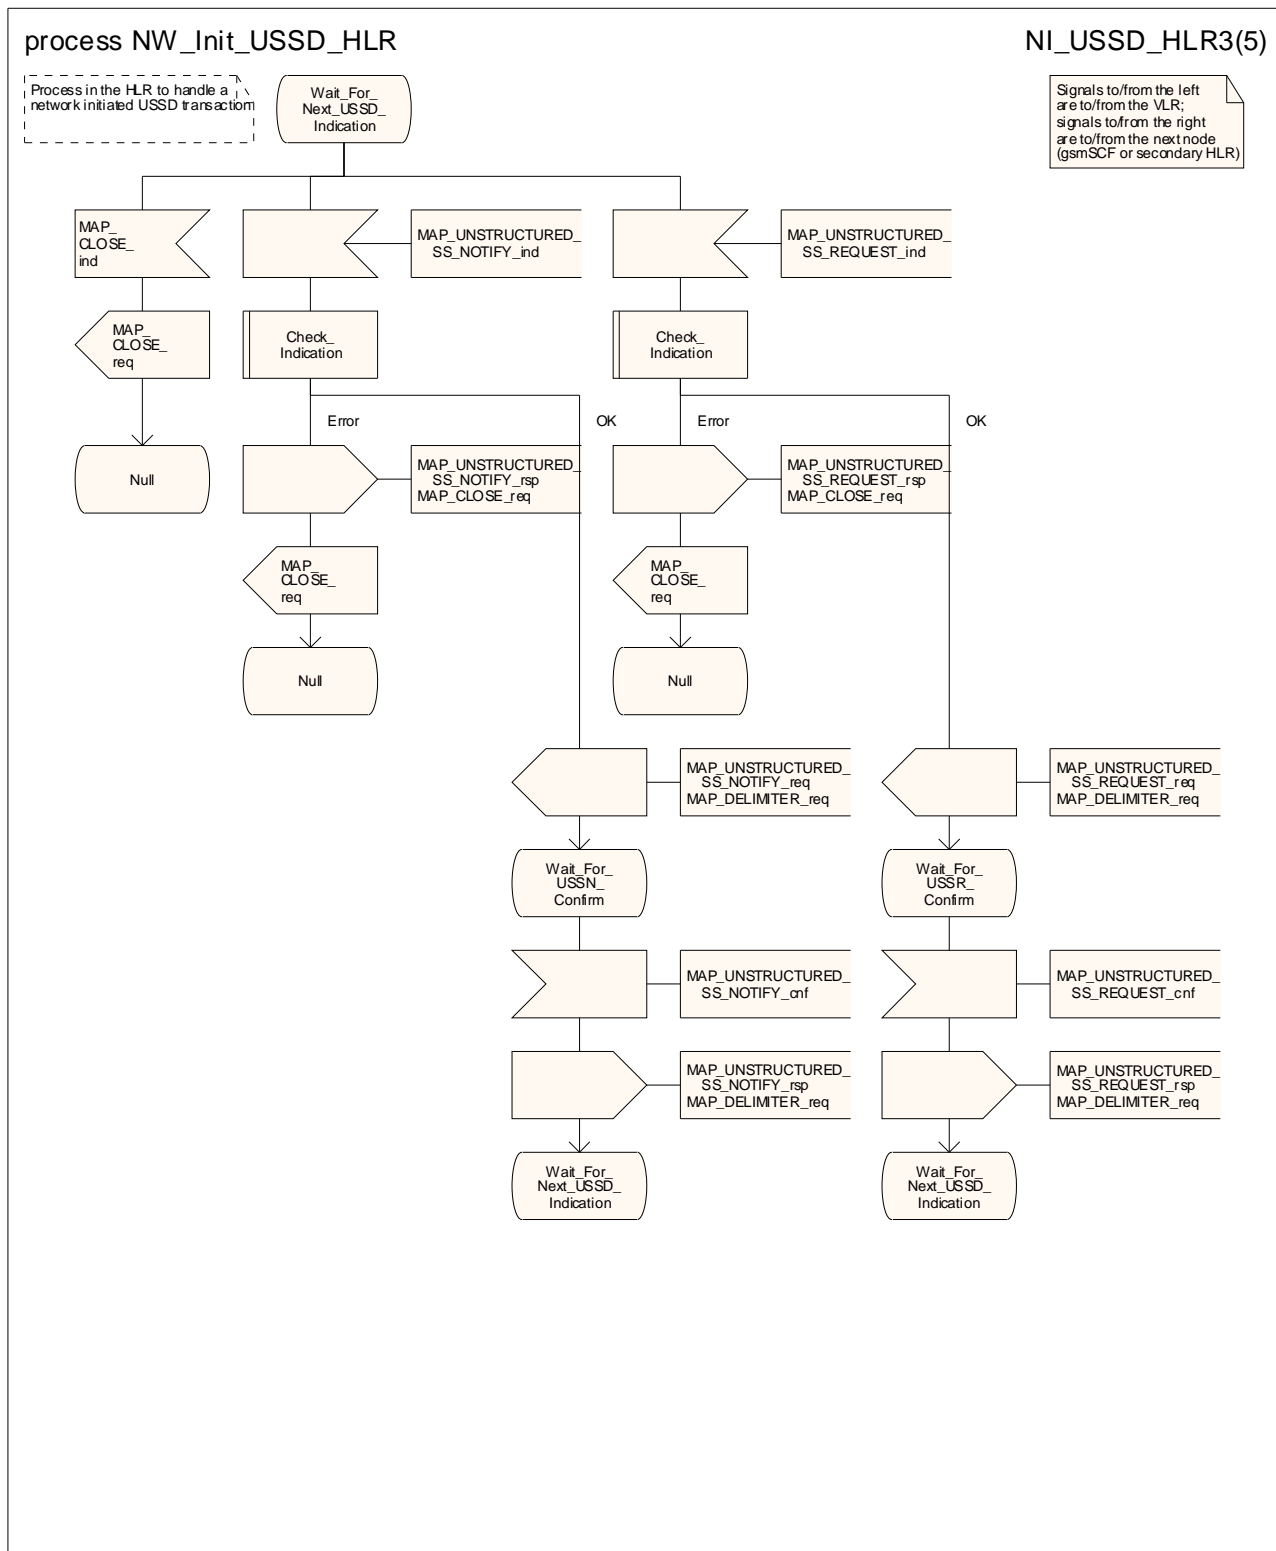 process NW_Init_USSD_HLR
NI_USSD_HLR3(5)
Process in the HLR to handle a
network initiated USSD transaction
Wait_For_
Next_USSD_
Indication
Signals to/from the left
are to/from the VLR;
signals to/from the right
are to/from the next node
(gsmSCF or secondary HLR)
MAP_
CLOSE_
ind
MAP_UNSTRUCTURED_
SS_NOTIFY_ind
MAP_UNSTRUCTURED_
SS_REQUEST_ind
MAP_
CLOSE_
req
Check_
Indication
Check_
Indication
Error
OK
Error
OK
Null
MAP_UNSTRUCTURED_
SS_NOTIFY_rsp
MAP_CLOSE_req
MAP_UNSTRUCTURED_
SS_REQUEST_rsp
MAP_CLOSE_req
MAP_
CLOSE_
req
MAP_
CLOSE_
req
Null
Null
MAP_UNSTRUCTURED_
SS_NOTIFY_req
MAP_DELIMITER_req
MAP_UNSTRUCTURED_
SS_REQUEST_req
MAP_DELIMITER_req
Wait_For_
USSN_
Confirm
Wait_For_
USSR_
Confirm
MAP_UNSTRUCTURED_
SS_NOTIFY_cnf
MAP_UNSTRUCTURED_
SS_REQUEST_cnf
MAP_UNSTRUCTURED_
SS_NOTIFY_rsp
MAP_DELIMITER_req
MAP_UNSTRUCTURED_
SS_REQUEST_rsp
MAP_DELIMITER_req
Wait_For_
Next_USSD_
Indication
Wait_For_
Next_USSD_
Indication